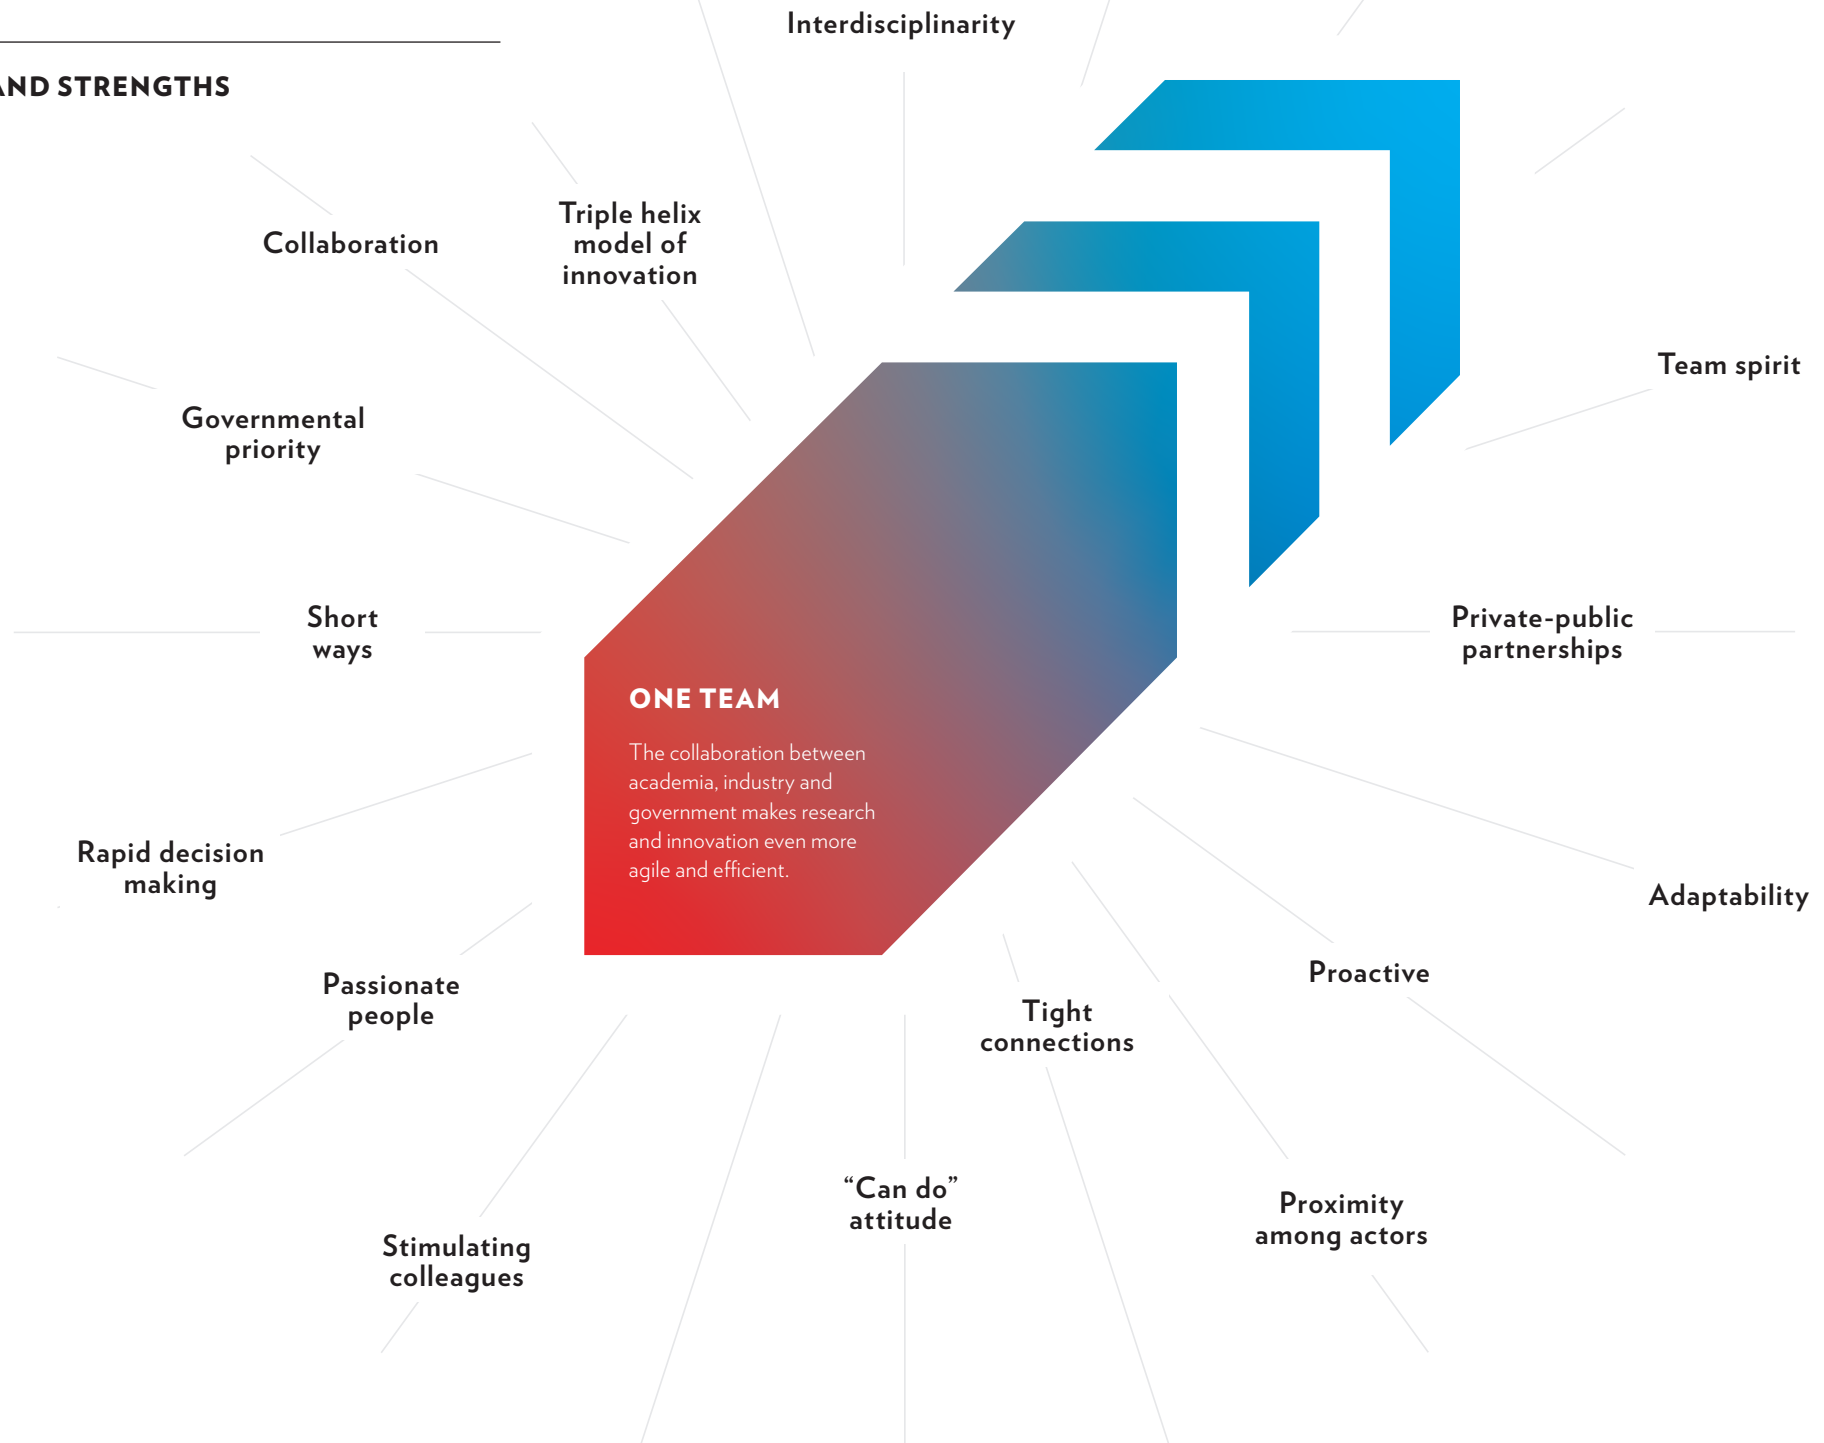 Interdisciplinarity
AND STRENGTHS
Triple helix
model of
innovation
Collaboration
Team spirit
Governmental
priority
Short
ways
Private-public
partnerships
ONE TEAM
The collaboration between
academia, industry and
government makes research
and innovation even more
agile and efficient.
Rapid decision
making
Adaptability
Proactive
Passionate
people
Tight
connections
“Can do”
attitude
Proximity
among actors
Stimulating
colleagues